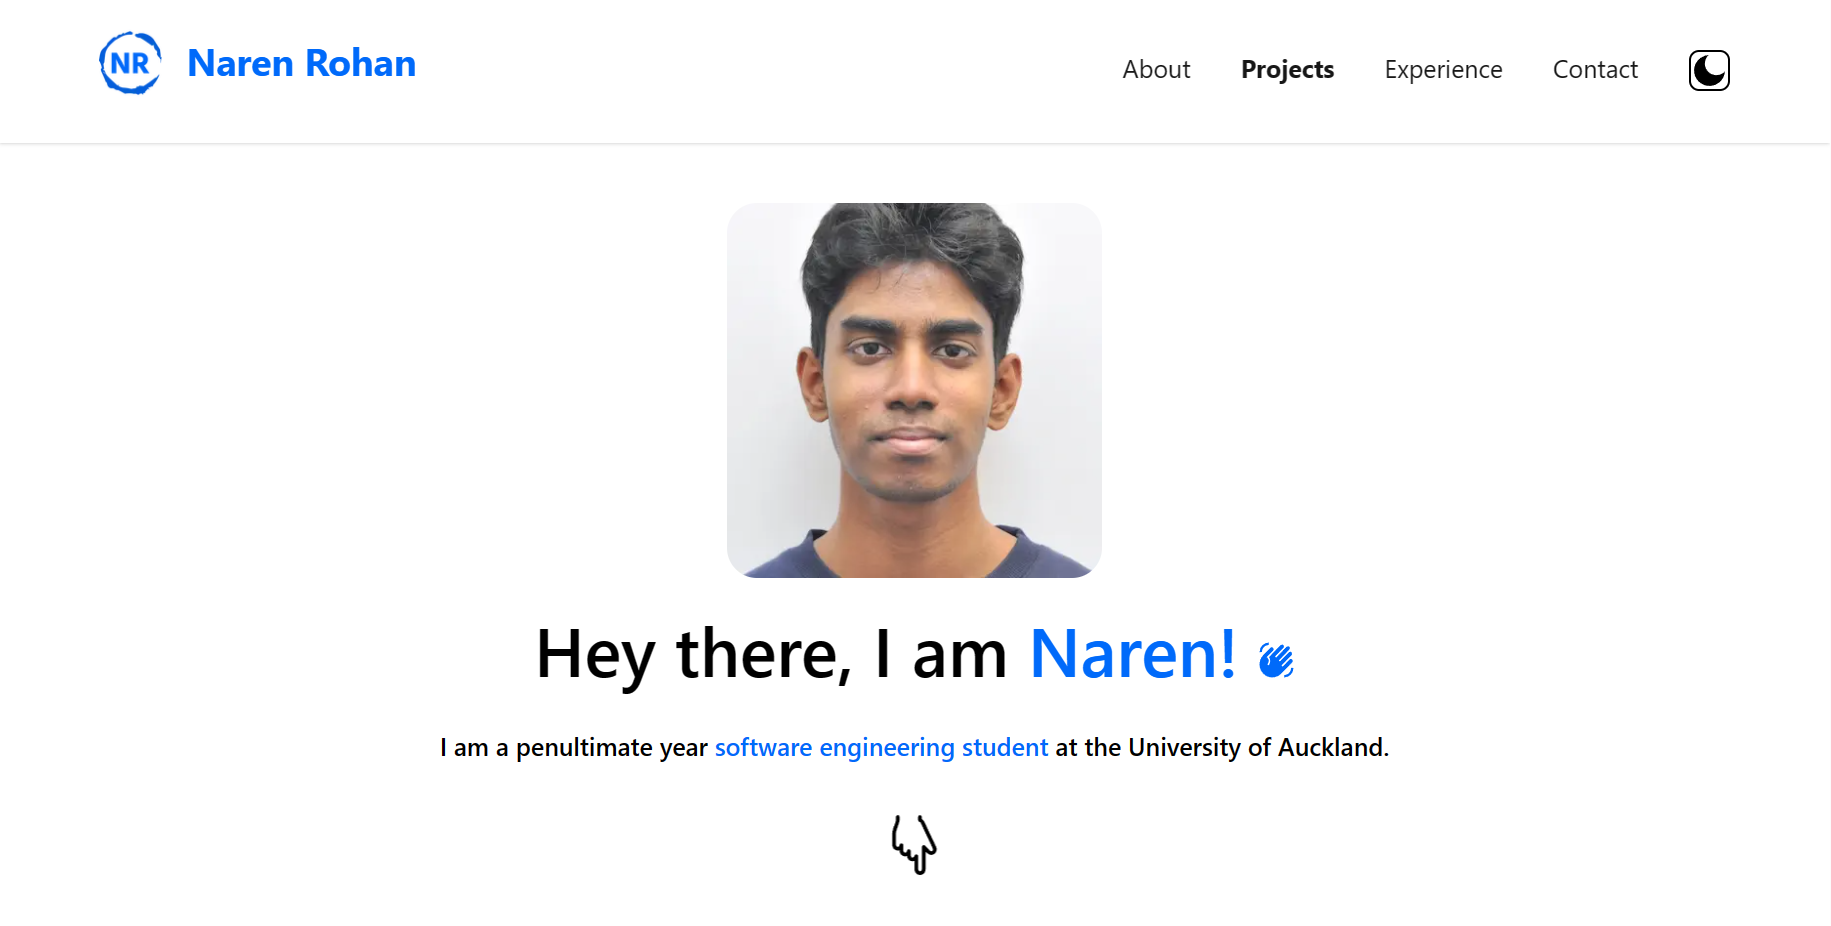 NR
Naren Rohan
About
Projects
Experience
Contact
Hey there, I am Naren!
I am a penultimate year software engineering student at the University of Auckland.